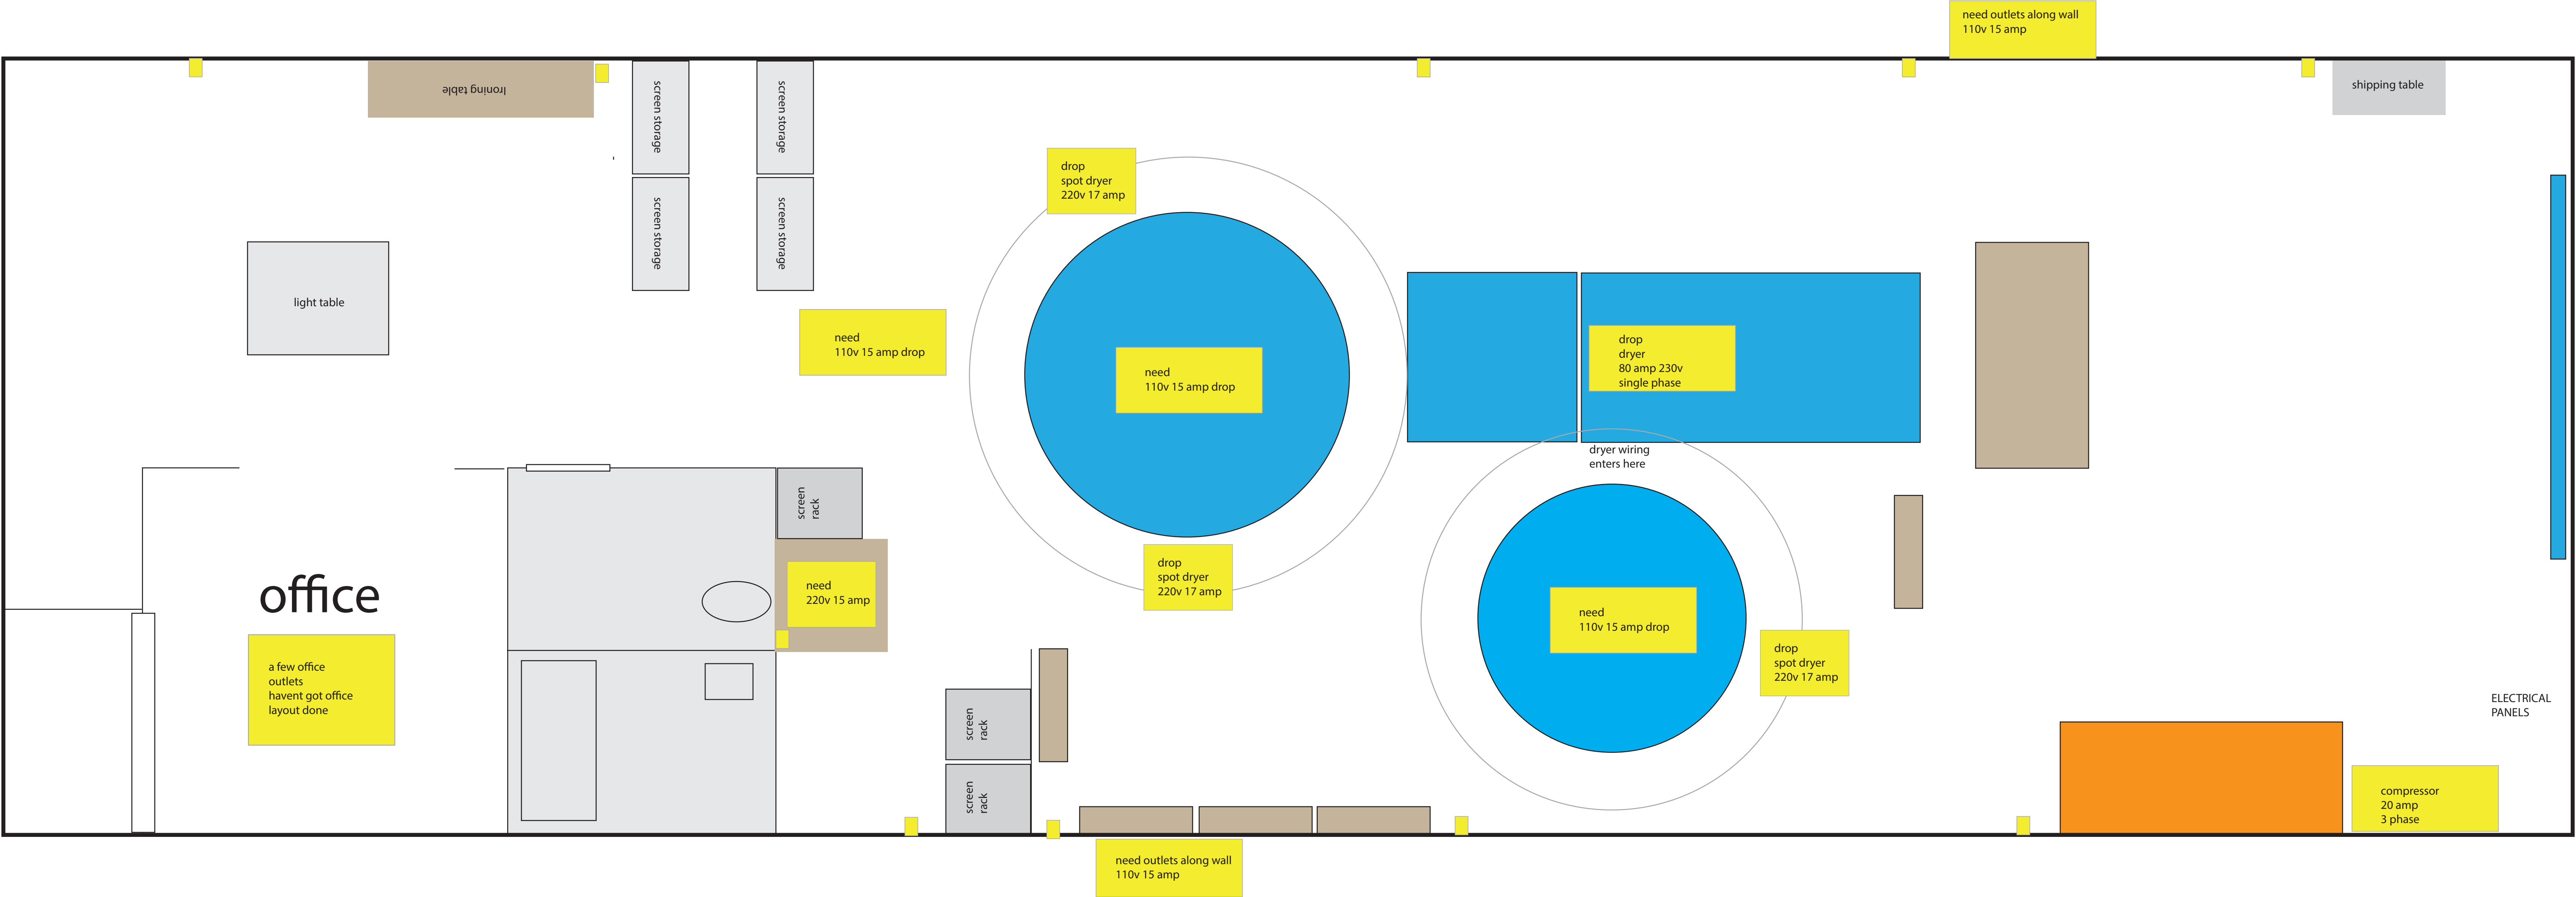 need outlets along wall
110v 15 amp
Ironing table
screen storage
screen storage
shipping table
drop
spot dryer
220v 17 amp
screen storage
screen storage
light table
need
110v 15 amp drop
need
110v 15 amp drop
drop
dryer
80 amp 230v
single phase
dryer wiring
enters here
screen
rack
office
need
220v 15 amp
drop
spot dryer
220v 17 amp
need
110v 15 amp drop
drop
spot dryer
220v 17 amp
a few office
outlets
havent got office
layout done
screen
rack
screen
rack
ELECTRICAL
PANELS
compressor
20 amp
3 phase
need outlets along wall
110v 15 amp